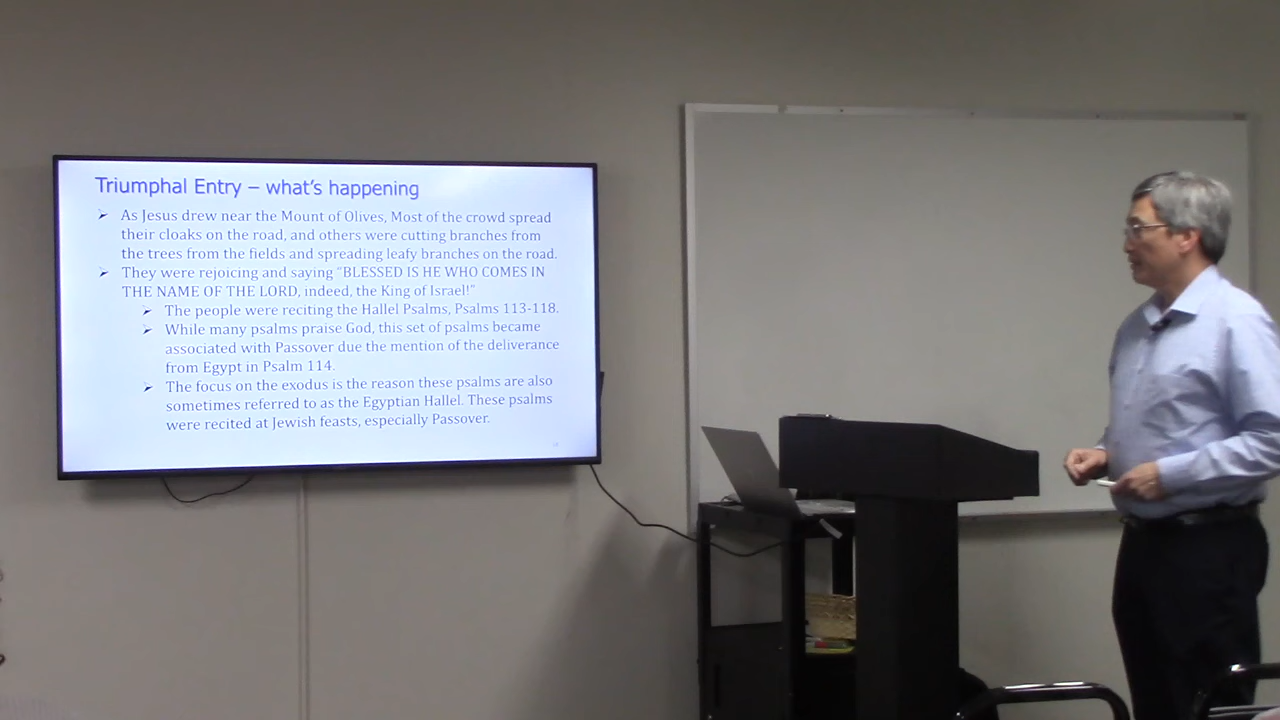 Triumphal Entry – what's happening
➢ As Jesus drew near the Mount of Olives, Most of the crowd spread
their cloaks on the road, and others were cutting branches from
the trees from the fields and spreading leafy branches on the road.
➢ They were rejoicing and saying "BLESSED IS HE WHO COMES IN
THE NAME OF THE LORD, indeed, the King of Israel!"
➢ The people were reciting the Hallel Psalms, Psalms 113-118.
➢ While many psalms praise God, this set of psalms became
associated with Passover due the mention of the deliverance
from Egypt in Psalm 114.
➢ The focus on the exodus is the reason these psalms are also
sometimes referred to as the Egyptian Hallel. These psalms
were recited at Jewish feasts, especially Passover.